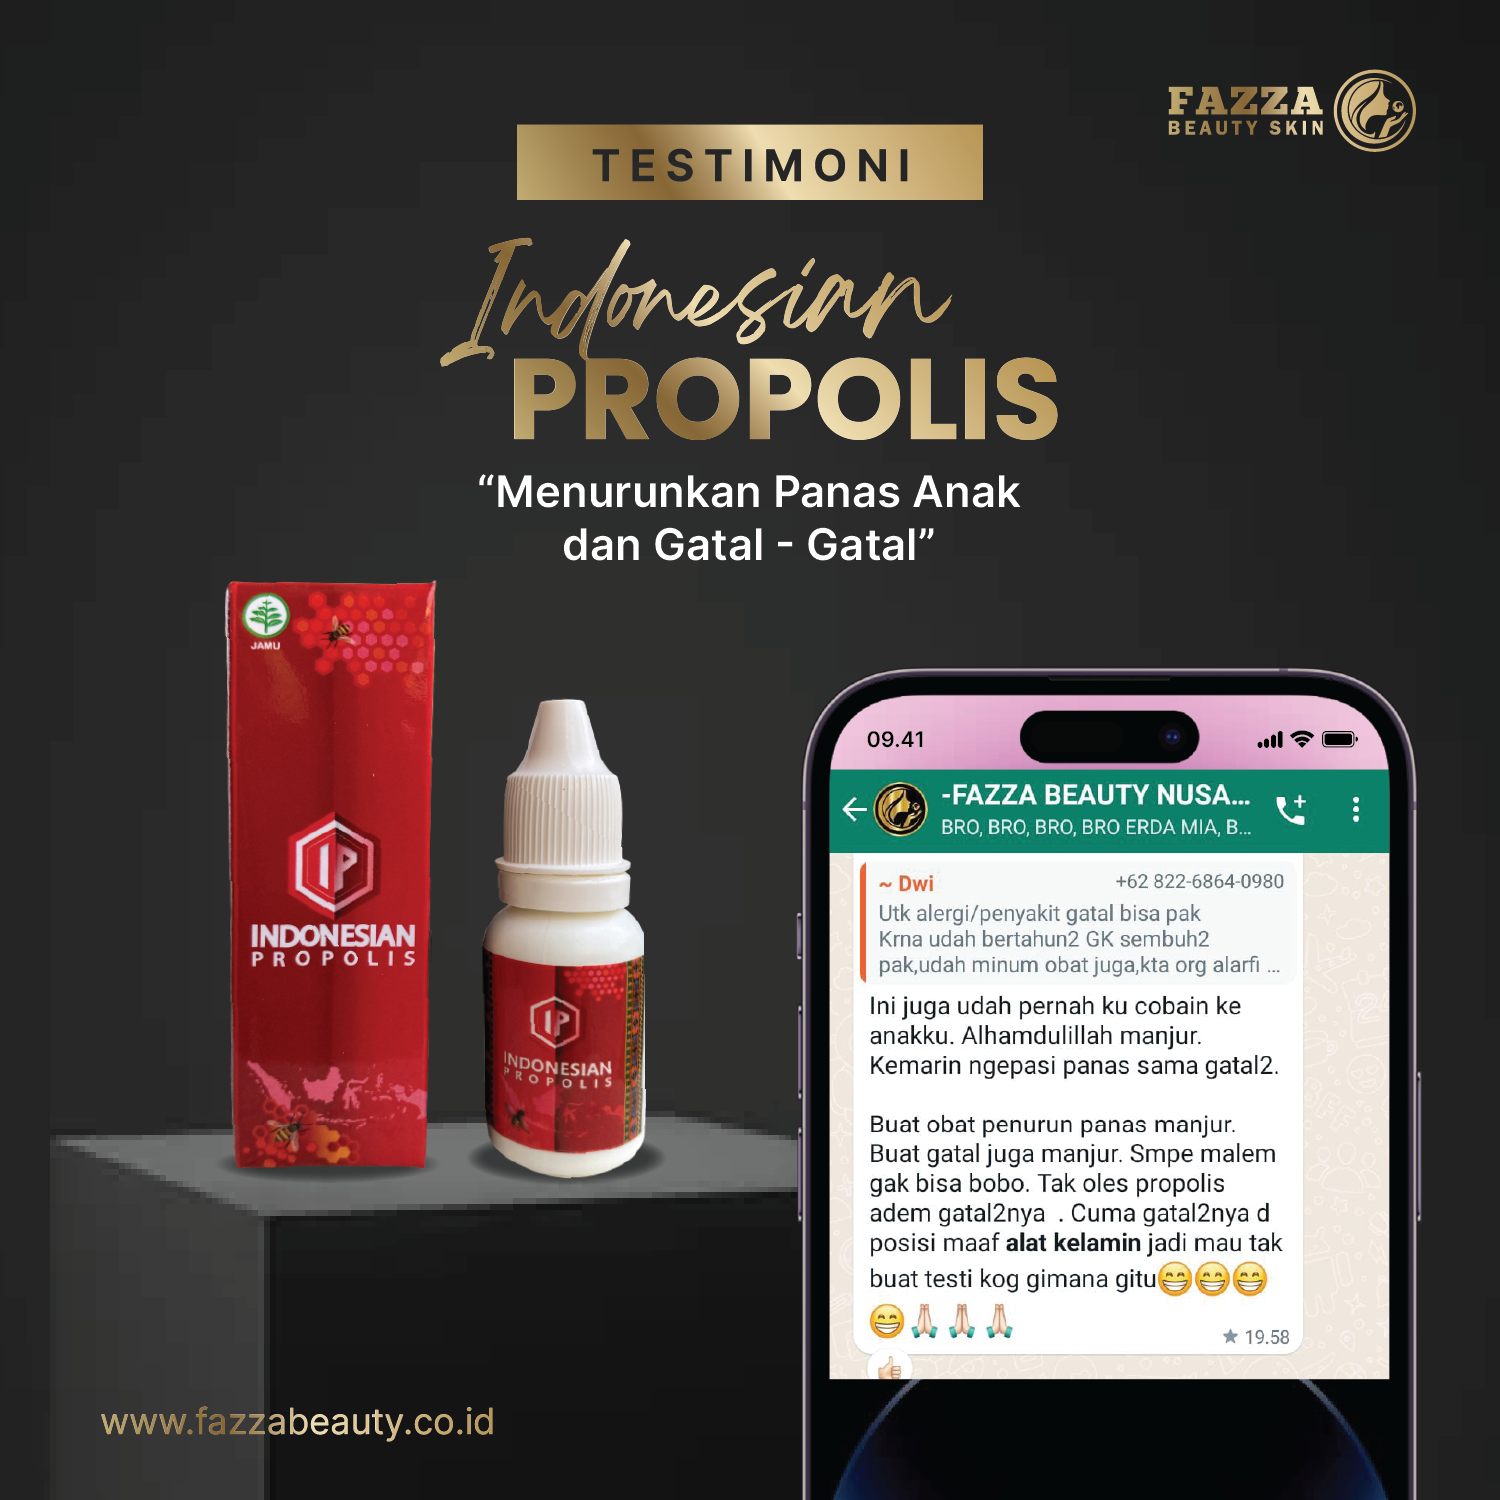 FAZZA
BEAUTY SKIN
TESTIMONI
Indonesian
PROPOLIS
“Menurunkan Panas Anak
dan Gatal - Gatal”
JAMU
IP
INDONESIAN
PROPOLIS
IP
INDONESIAN
PROPOLIS
09.41
-FAZZA BEAUTY NUSA...
BRO, BRO, BRO, BRO ERDA MIA, B...
~ Dwi +62 822-6864-0980
Utk alergi/penyakit gatal bisa pak
Krna udah bertahun2 GK sembuh2
pak,udah minum obat juga,kta org alarfi ...
Ini juga udah pernah ku cobain ke
anakku. Alhamdulillah manjur.
Kemarin ngepasi panas sama gatal2.
Buat obat penurun panas manjur.
Buat gatal juga manjur. Smpe malem
gak bisa bobo. Tak oles propolis
adem gatal2nya . Cuma gatal2nya d
posisi maaf alat kelamin jadi mau tak
buat testi kog gimana gitu😁😁😁
😁🙏🏻🙏🏻🙏🏻
★ 19.58
www.fazzabeauty.co.id